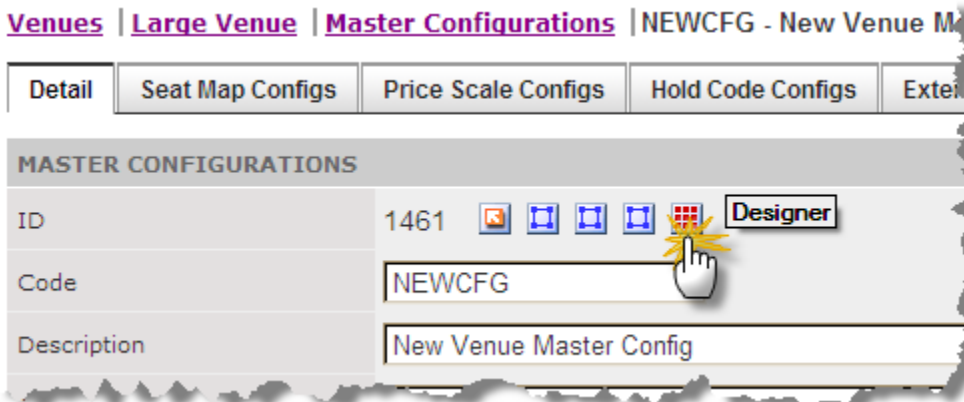 Venues | Large Venue | Master Configurations | NEWCFG - New Venue
Detail Seat Map Configs Price Scale Configs Hold Code Configs
MASTER CONFIGURATIONS
ID 1461 Designer
Code NEWCFG
Description New Venue Master Config